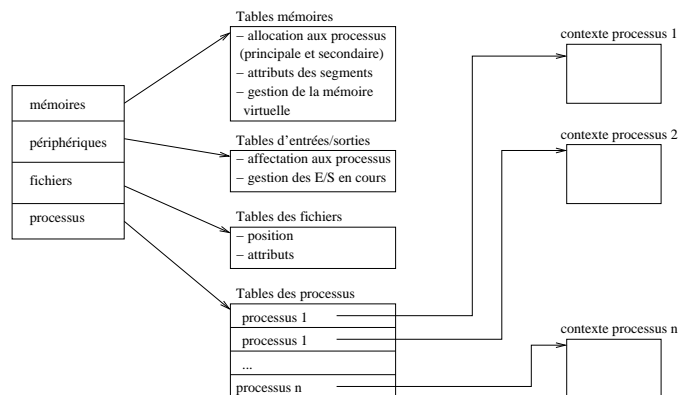 mémoires
périphériques
fichiers
processus
Tables mémoires
– allocation aux processus
(principale et secondaire)
– attributs des segments
– gestion de la mémoire
virtuelle
Tables d'entrées/sorties
– affectation aux processus
– gestion des E/S en cours
Tables des fichiers
– position
– attributs
Tables des processus
processus 1
processus 1
...
processus n
contexte processus 1
contexte processus 2
contexte processus n